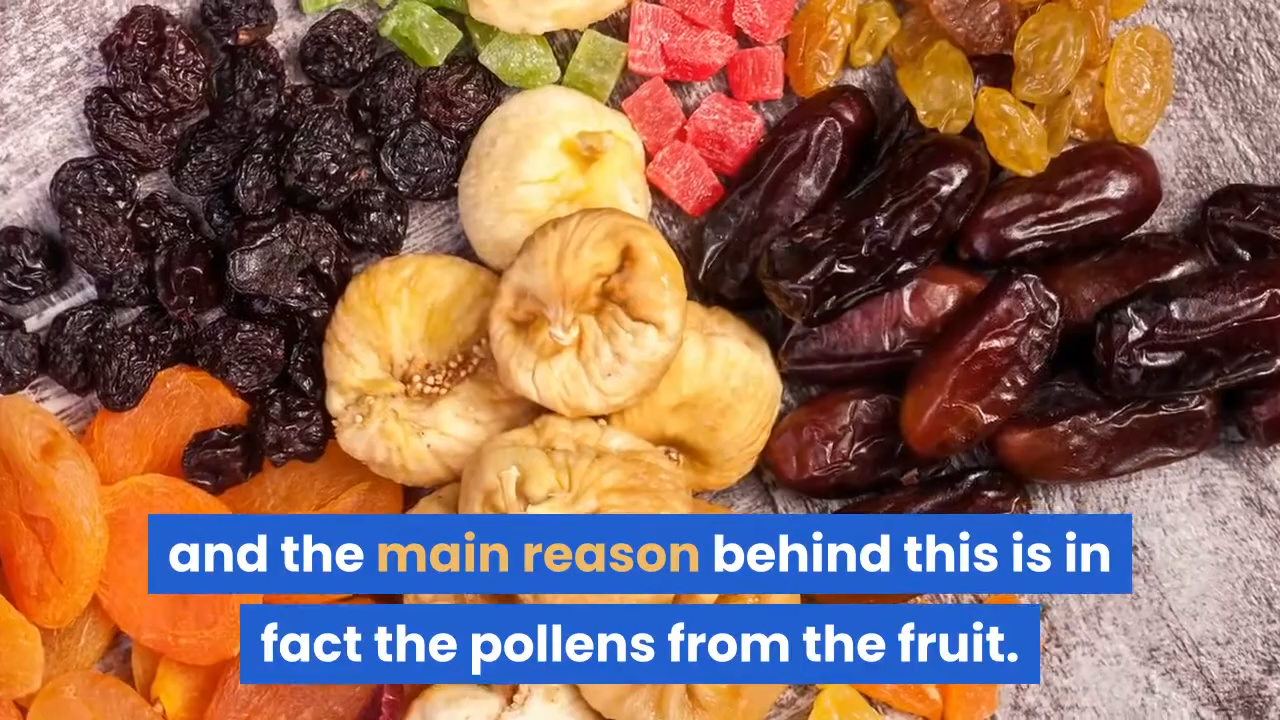 and the main reason behind this is in
fact the pollens from the fruit.